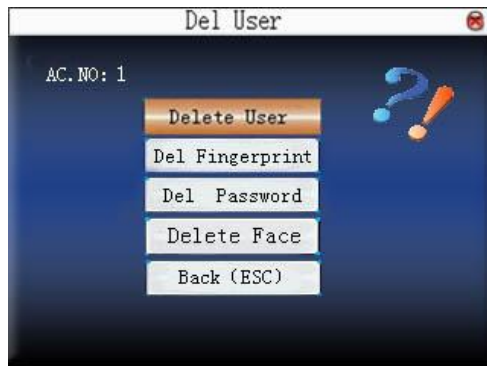 Del User
AC.NO: 1
Delete User
Del Fingerprint
Del Password
Delete Face
Back (ESC)